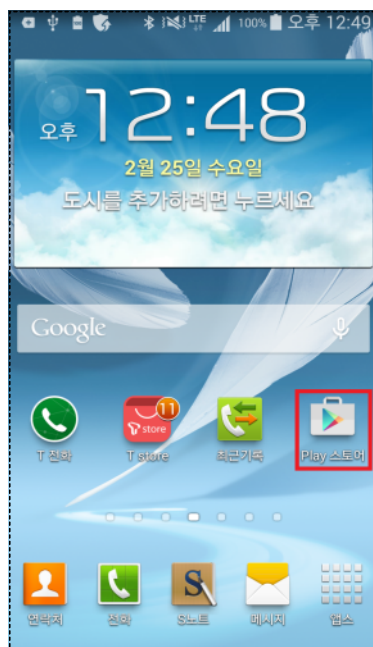 LTE 100% 오후 12:49
오후 12:48
2월 25일 수요일
도시를 추가하려면 누르세요
Google
11
T store
T 전화 T store 최근기록 Play 스토어
S
연락처 전화 S노트 메시지 앱스